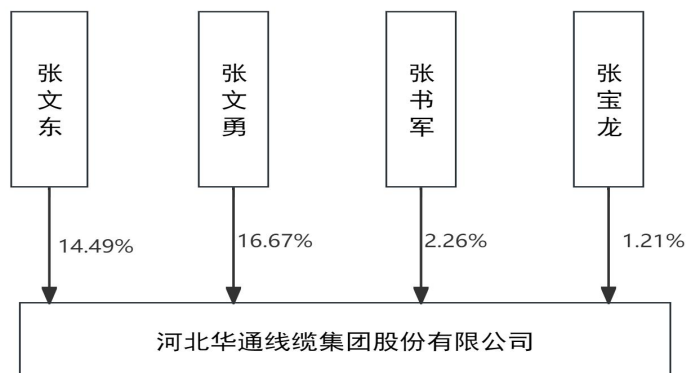 张文东
张文勇
张书军
张宝龙
14.49%
16.67%
2.26%
1.21%
河北华通线缆集团股份有限公司